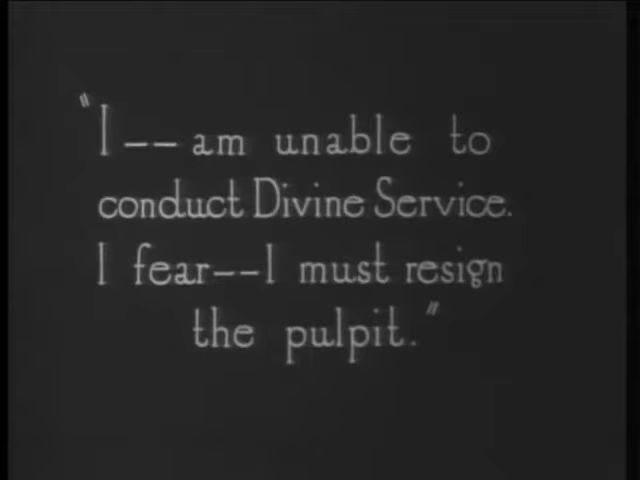 "I -- am unable to
conduct Divine Service.
I fear--I must resign
the pulpit."